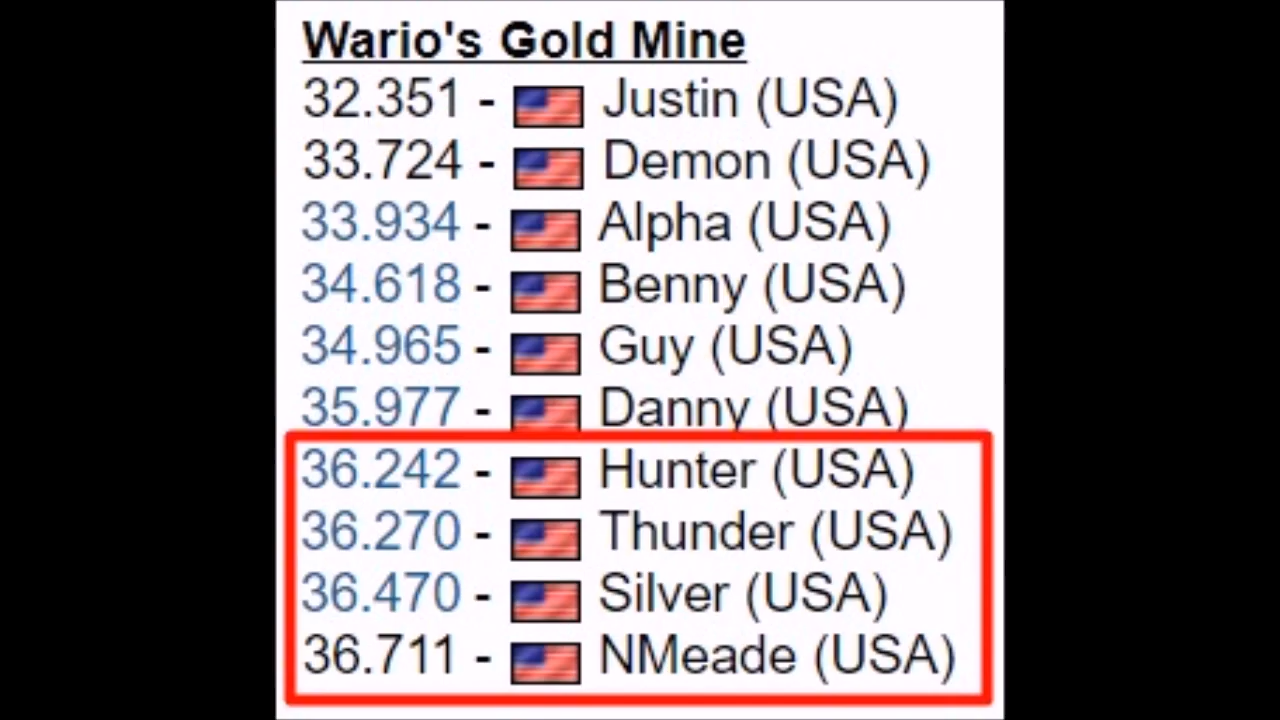 Wario's Gold Mine
32.351 - Justin (USA)
33.724 - Demon (USA)
33.934 - Alpha (USA)
34.618 - Benny (USA)
34.965 - Guy (USA)
35.977 - Danny (USA)
36.242 - Hunter (USA)
36.270 - Thunder (USA)
36.470 - Silver (USA)
36.711 - NMeade (USA)